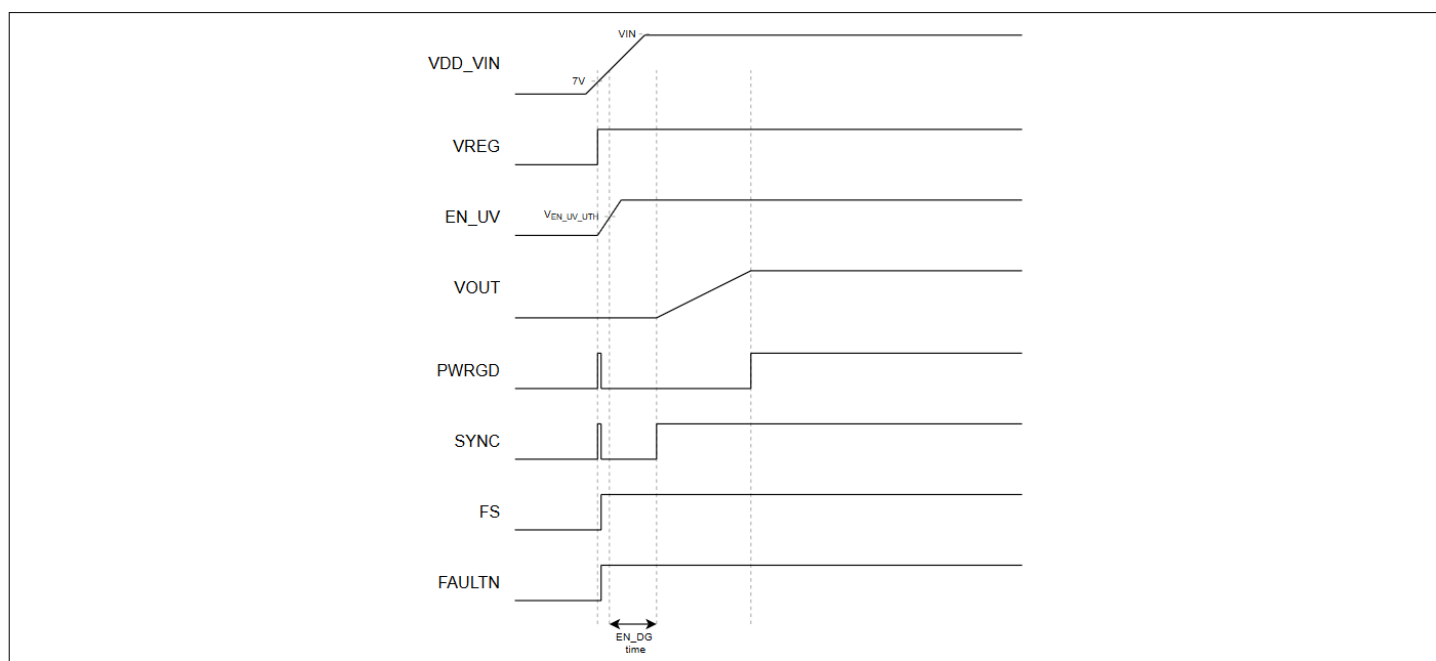 VIN
VDD_VIN
7V
VREG
EN_UV
VEN_UV_UTH
VOUT
PWRGD
SYNC
FS
FAULTN
EN_DG
time